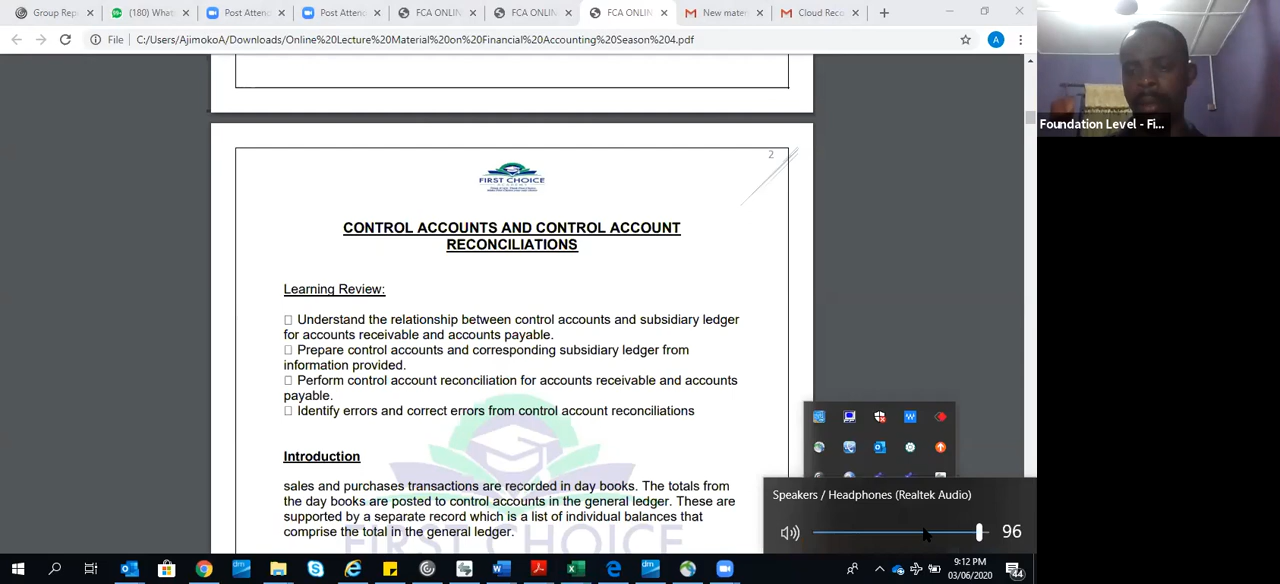 Group Rep
(180) What
Post Attend
Post Attend
FCA ONLIN
FCA ONLIN
FCA ONLIN
New mater
Cloud Reco
File
C:/Users/AjimokoA/Downloads/Online%20Lecture%20Material%20on%20Financial%20Accounting%20Season%204.pdf
A
Foundation Level - Fi...
2
FIRST CHOICE
CONTROL ACCOUNTS AND CONTROL ACCOUNT
RECONCILIATIONS
Learning Review:
Understand the relationship between control accounts and subsidiary ledger
for accounts receivable and accounts payable.
Prepare control accounts and corresponding subsidiary ledger from
information provided.
Perform control account reconciliation for accounts receivable and accounts
payable.
Identify errors and correct errors from control account reconciliations
Introduction
sales and purchases transactions are recorded in day books. The totals from
the day books are posted to control accounts in the general ledger. These are
supported by a separate record which is a list of individual balances that
comprise the total in the general ledger.
FIRST CHOICE
Speakers / Headphones (Realtek Audio)
96
9:12 PM
03/06/2020
44